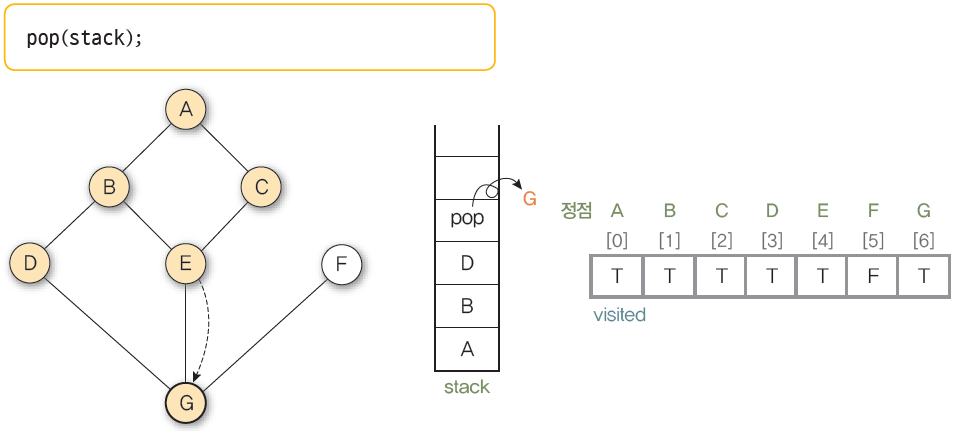 pop(stack);
A
B
C
D
E
F
G
pop
G
D
B
A
stack
정점 A B C D E F G
[0] [1] [2] [3] [4] [5] [6]
T T T T T F T
visited